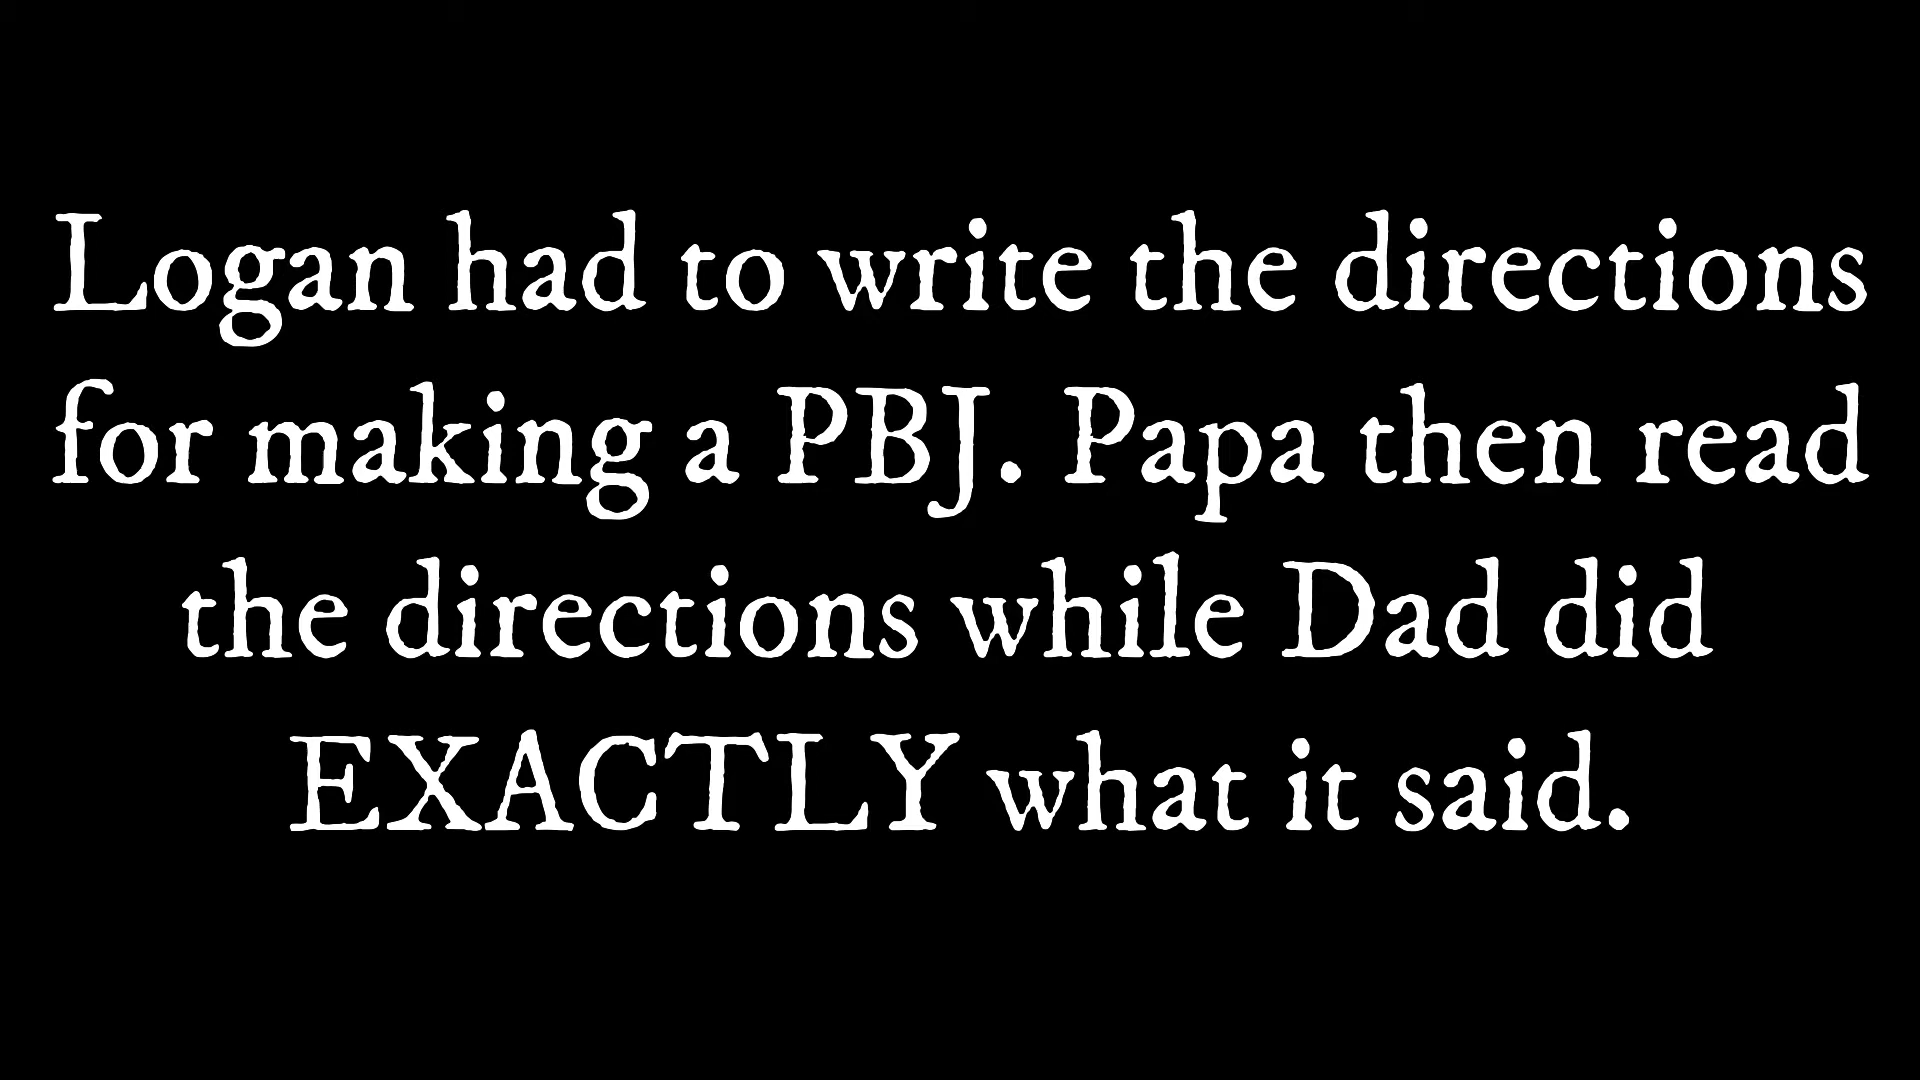 Logan had to write the directions
for making a PBJ. Papa then read
the directions while Dad did
EXACTLY what it said.